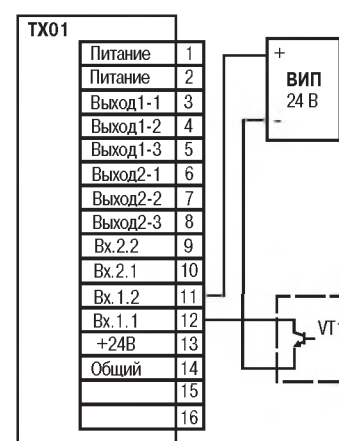 ТХ01
Питание 1
Питание 2
Выход1-1 3
Выход1-2 4
Выход1-3 5
Выход2-1 6
Выход2-2 7
Выход2-3 8
Вх.2.2 9
Вх.2.1 10
Вх.1.2 11
Вх.1.1 12
+24В 13
Общий 14
15
16
+
ВИП
24 В
-
VT1